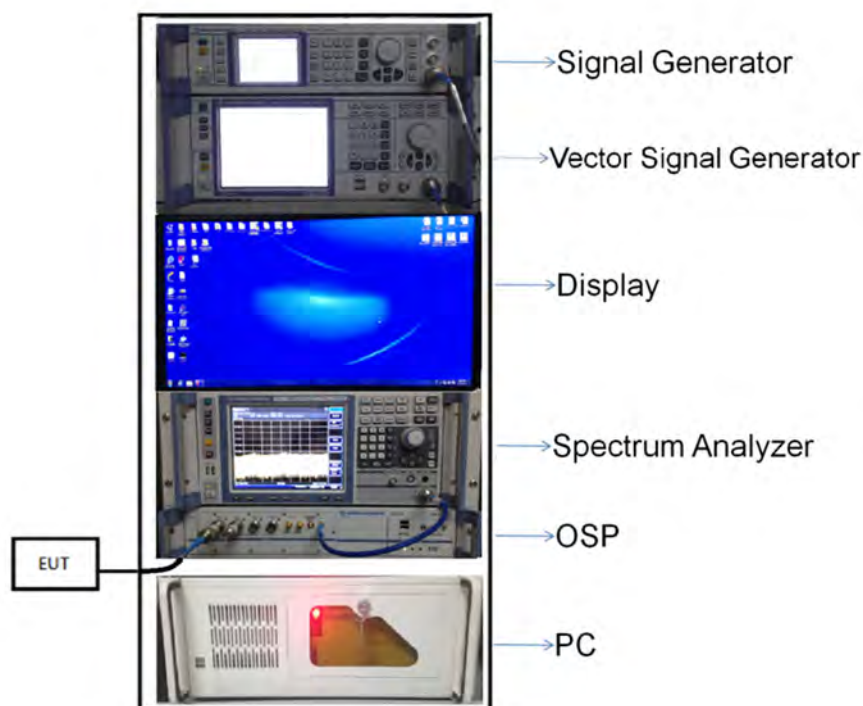 Signal Generator
Vector Signal Generator
Display
Spectrum Analyzer
OSP
EUT
PC